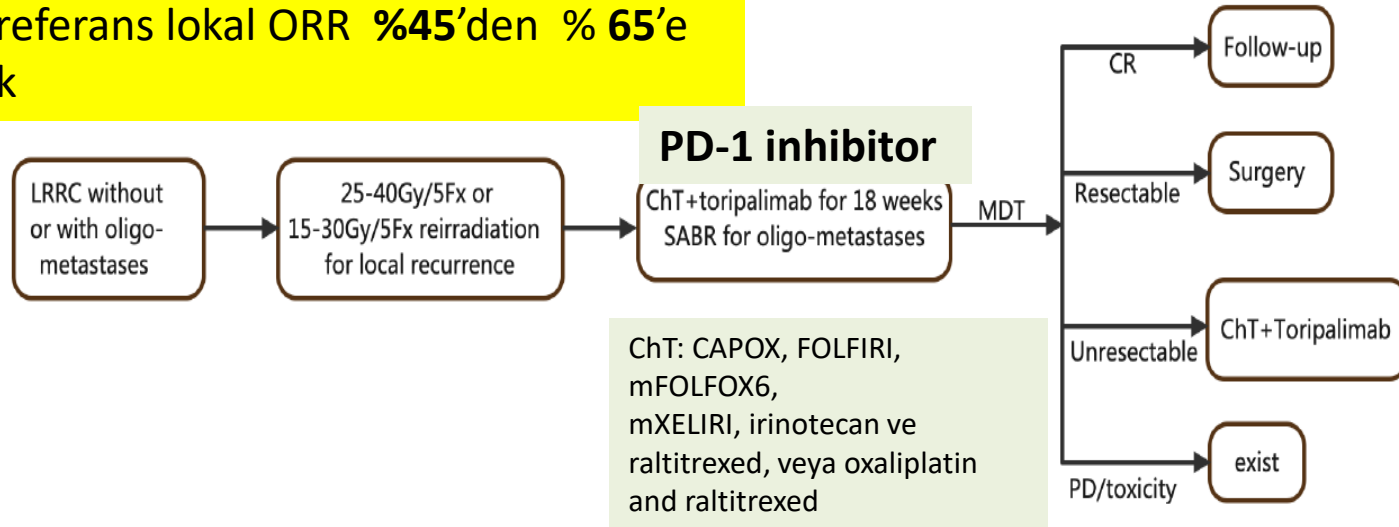 referans lokal ORR %45'den % 65'e
k
PD-1 inhibitor
LRRC without
or with oligo-
metastases
25-40Gy/5Fx or
15-30Gy/5Fx reirradiation
for local recurrence
ChT+toripalimab for 18 weeks
SABR for oligo-metastases
MDT
CR
Follow-up
Resectable
Surgery
Unresectable
ChT+Toripalimab
PD/toxicity
exist
ChT: CAPOX, FOLFIRI,
mFOLFOX6,
mXELIRI, irinotecan ve
raltitrexed, veya oxaliplatin
and raltitrexed